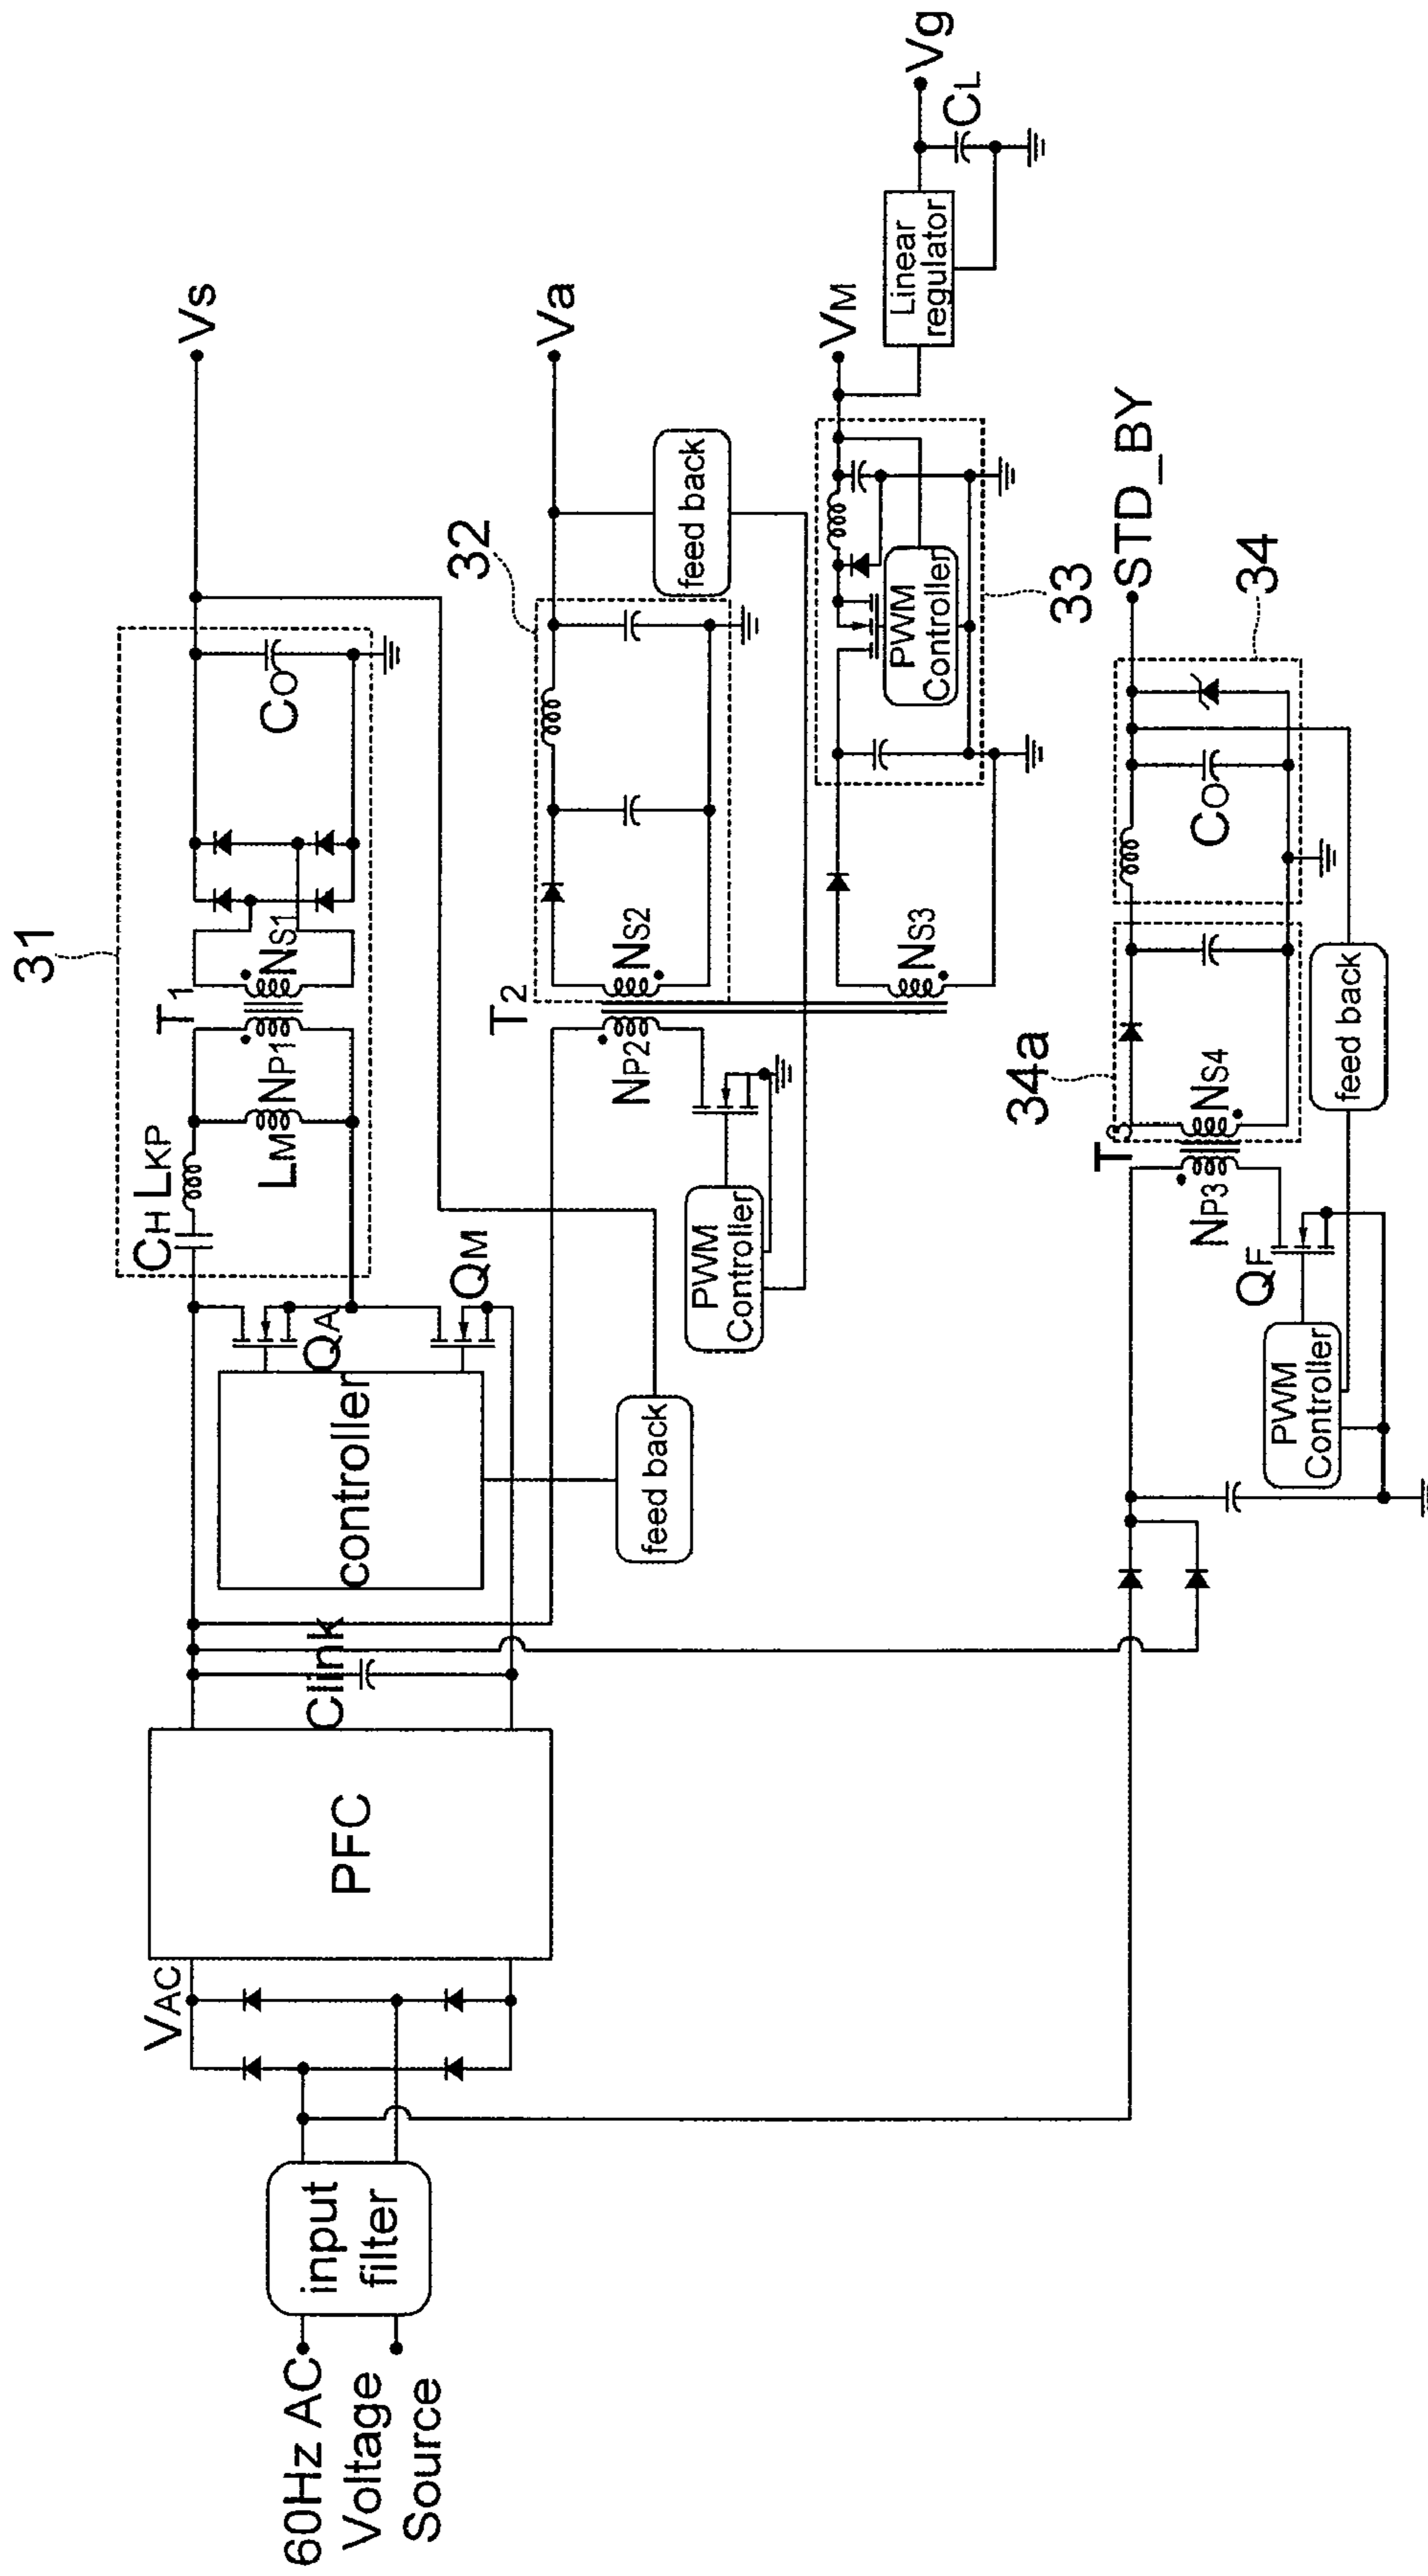 31
CH LKP
T1
LM
NP1
NS1
CO
Vs
VAC
PFC
Clink
controller
QA
QM
feed back
60Hz AC
Voltage
Source
input
filter
32
T2
NP2
NS2
Va
feed back
PWM
Controller
NS3
33
PWM
Controller
VM
Linear
regulator
Vg
CL
34a
T3
NP3
NS4
QF
PWM
Controller
feed back
CO
34
STD_BY